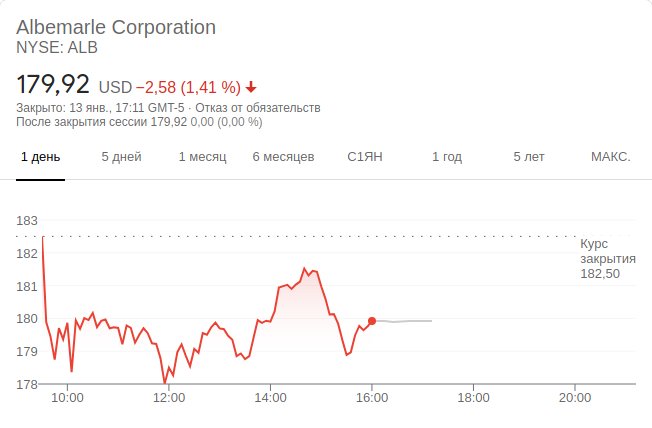 Albemarle Corporation
NYSE: ALB
179,92 USD −2,58 (1,41 %)
Закрыто: 13 янв., 17:11 GMT-5 · Отказ от обязательств
После закрытия сессии 179,92 0,00 (0,00 %)
1 день 5 дней 1 месяц 6 месяцев С1ЯН 1 год 5 лет МАКС.
183
Курс
закрытия
182,50
182
181
180
179
178
10:00 12:00 14:00 16:00 18:00 20:00